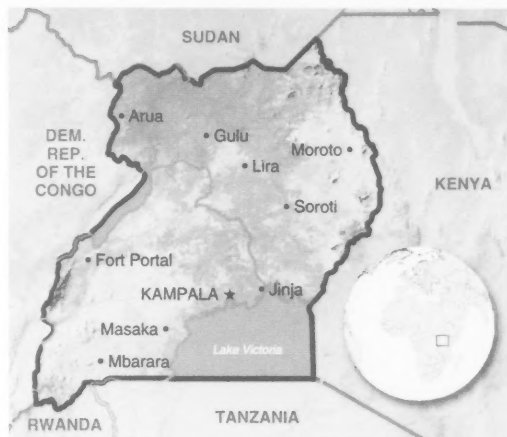 SUDAN
Arua
Gulu
DEM.
REP.
OF THE
CONGO
Moroto
Lira
KENYA
Soroti
Fort Portal
KAMPALA
Jinja
Masaka
Lake Victoria
Mbarara
RWANDA
TANZANIA